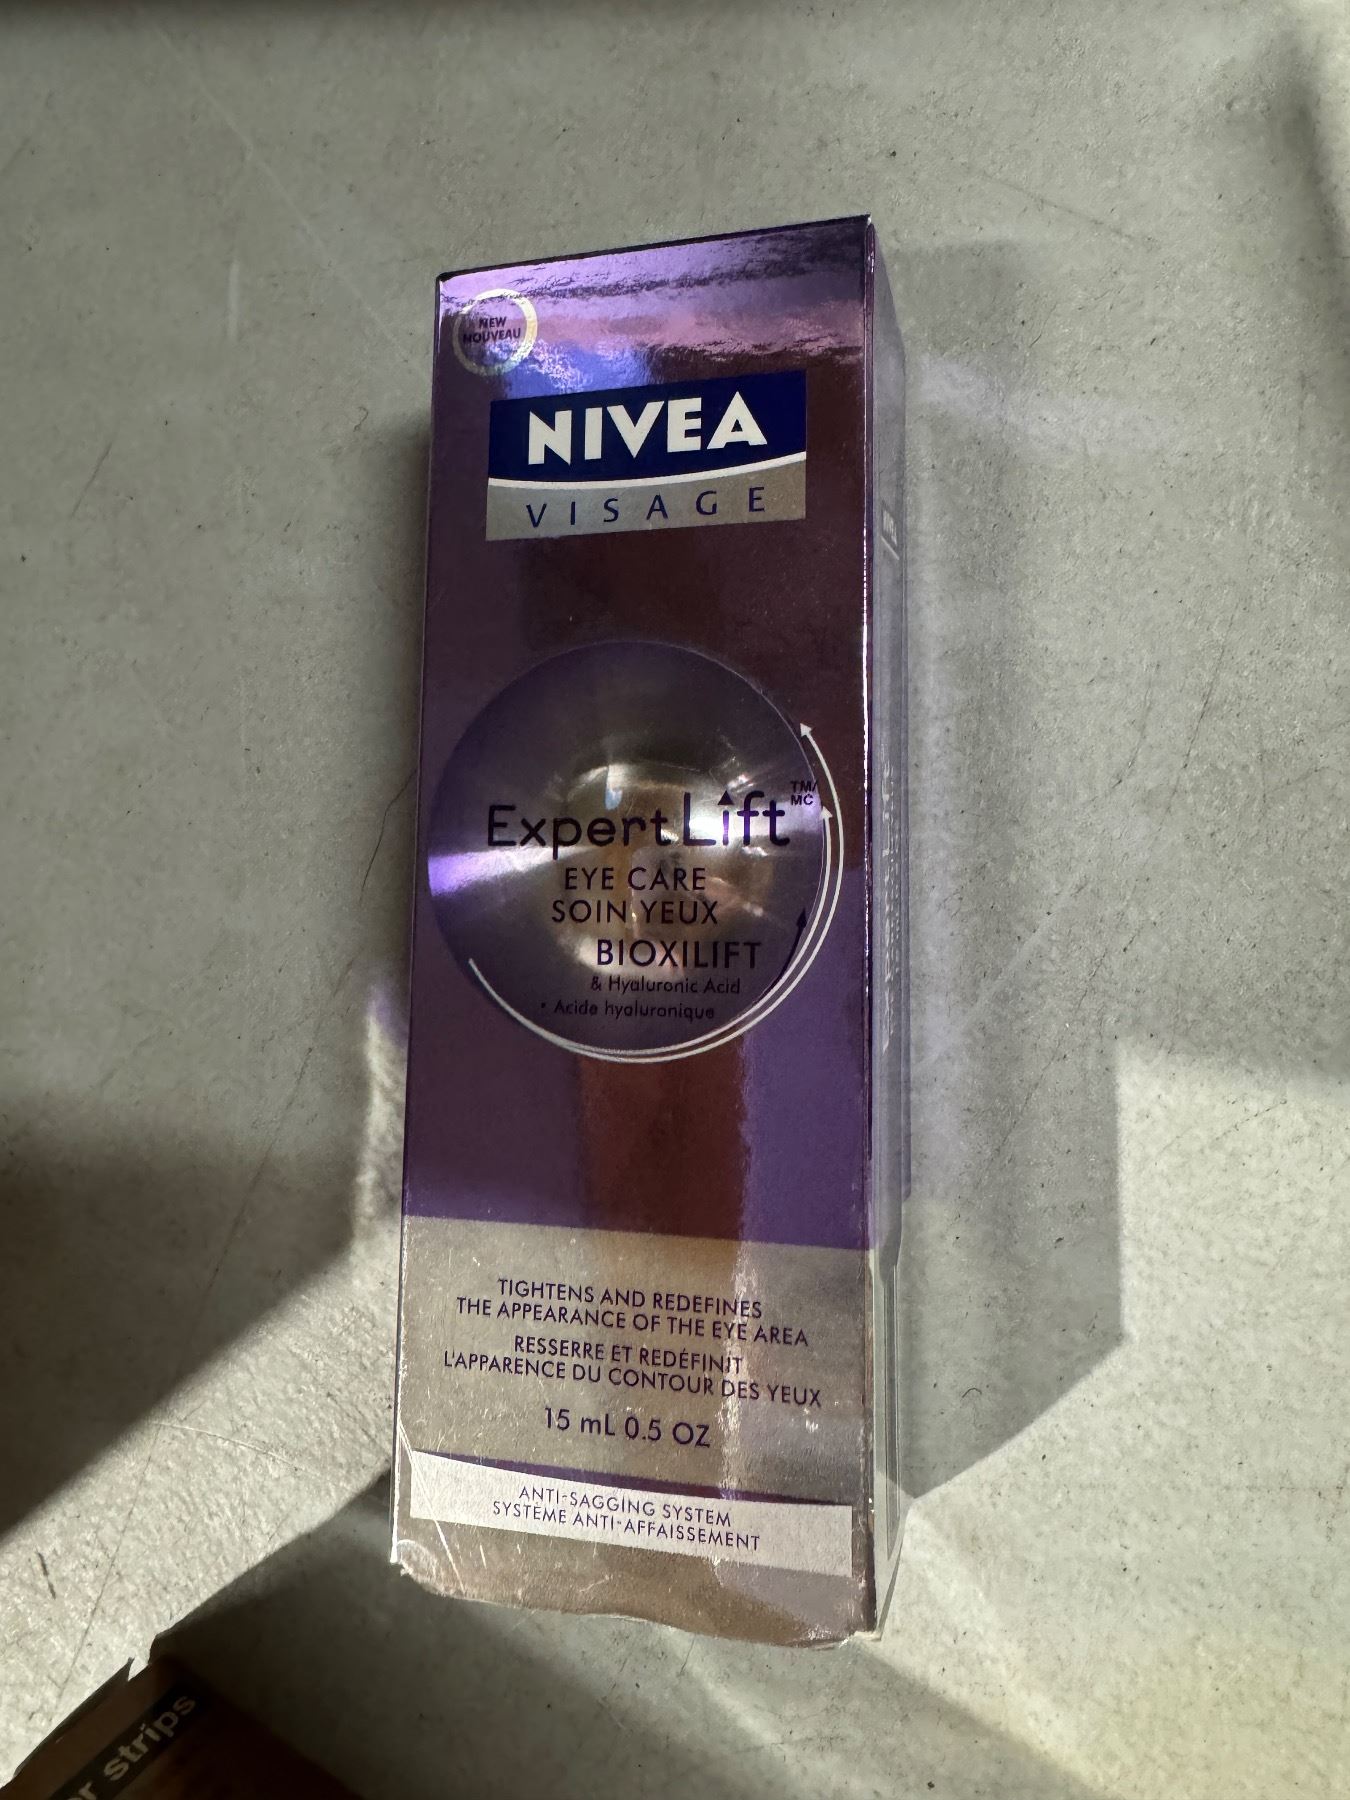 NEW
NOUVEAU
NIVEA
VISAGE
ExpertLift TM/
MC
EYE CARE
SOIN YEUX
BIOXILIFT
& Hyaluronic Acid
• Acide hyaluronique
TIGHTENS AND REDEFINES
THE APPEARANCE OF THE EYE AREA
RESSERRE ET REDÉFINIT
L'APPARENCE DU CONTOUR DES YEUX
15 mL 0.5 OZ
ANTI-SAGGING SYSTEM
SYSTÈME ANTI-AFFAISSEMENT
strips